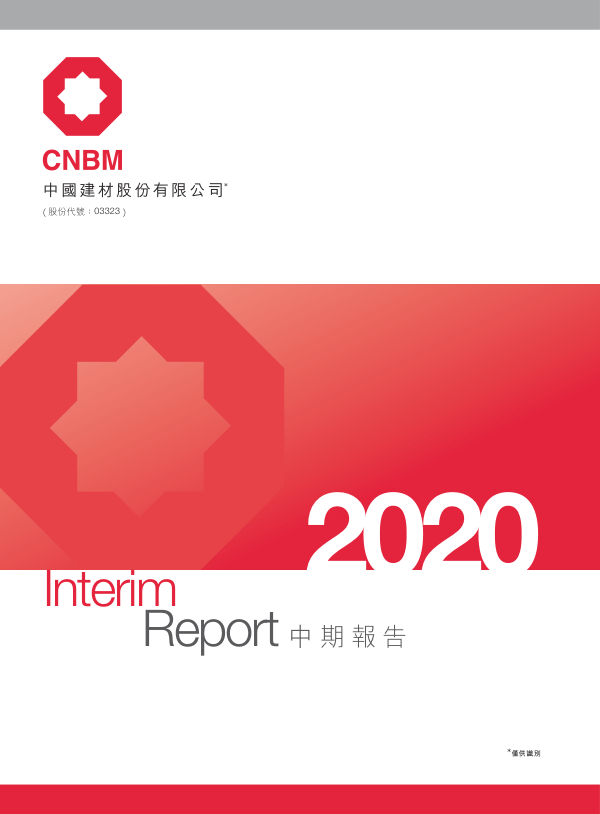 CNBM
中國建材股份有限公司*
( 股份代號：03323 )
2020
Interim
Report 中期報告
*僅供識別